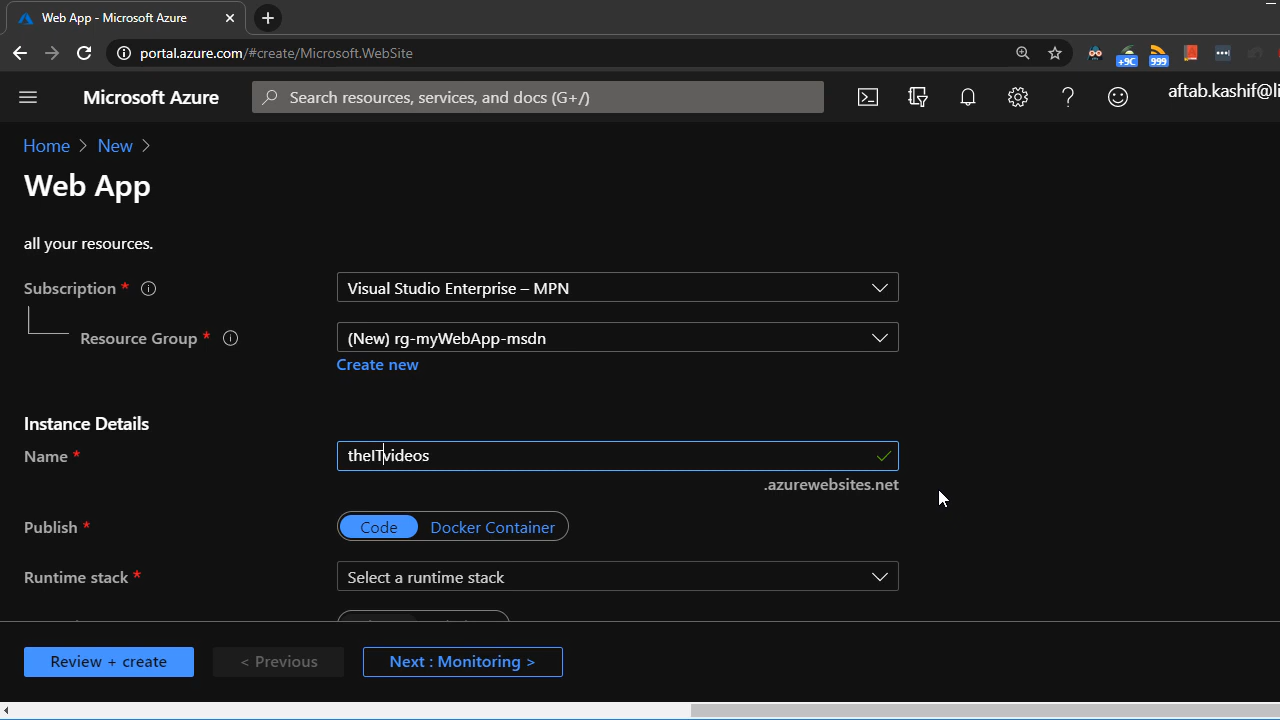 Web App - Microsoft Azure
portal.azure.com/#create/Microsoft.WebSite
+9C
999
Microsoft Azure
Search resources, services, and docs (G+/)
aftab.kashif@li
Home > New >
Web App
all your resources.
Subscription *
Visual Studio Enterprise – MPN
Resource Group *
(New) rg-myWebApp-msdn
Create new
Instance Details
Name *
theITvideos
.azurewebsites.net
Publish *
Code
Docker Container
Runtime stack *
Select a runtime stack
Review + create
< Previous
Next : Monitoring >